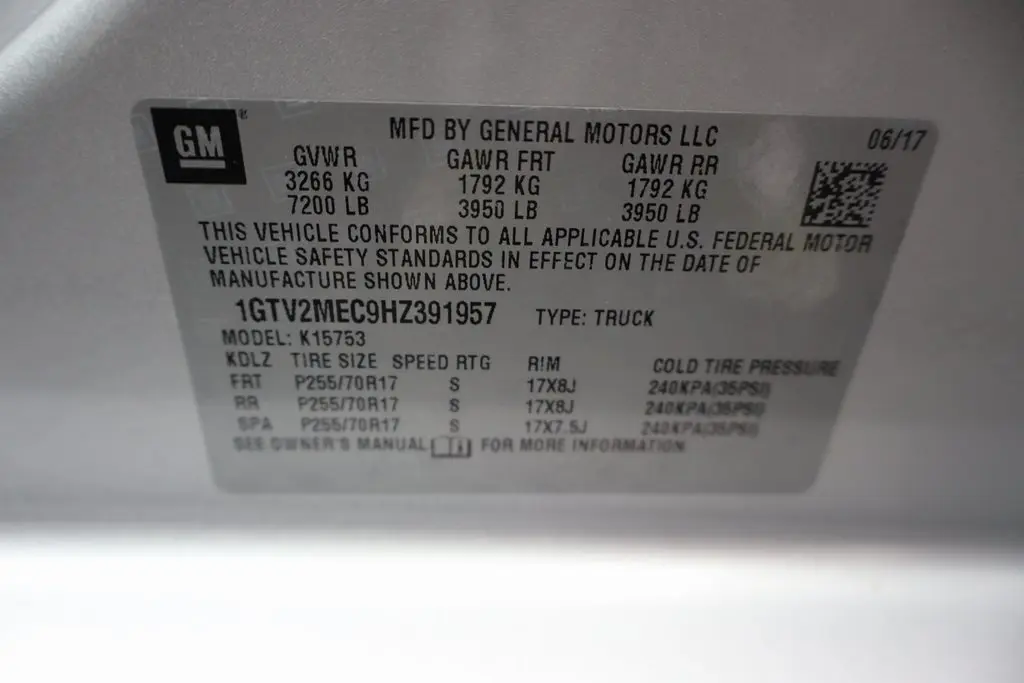 GM®
MFD BY GENERAL MOTORS LLC 06/17
GVWR GAWR FRT GAWR RR
3266 KG 1792 KG 1792 KG
7200 LB 3950 LB 3950 LB
THIS VEHICLE CONFORMS TO ALL APPLICABLE U.S. FEDERAL MOTOR
VEHICLE SAFETY STANDARDS IN EFFECT ON THE DATE OF
MANUFACTURE SHOWN ABOVE.
1GTV2MEC9HZ391957 TYPE: TRUCK
MODEL: K15753
KDLZ TIRE SIZE SPEED RTG RIM COLD TIRE PRESSURE
FRT P255/70R17 S 17X8J 240KPA(35PSI)
RR P255/70R17 S 17X8J 240KPA(35PSI)
SPA P255/70R17 S 17X7.5J 240KPA(35PSI)
SEE OWNER'S MANUAL FOR MORE INFORMATION